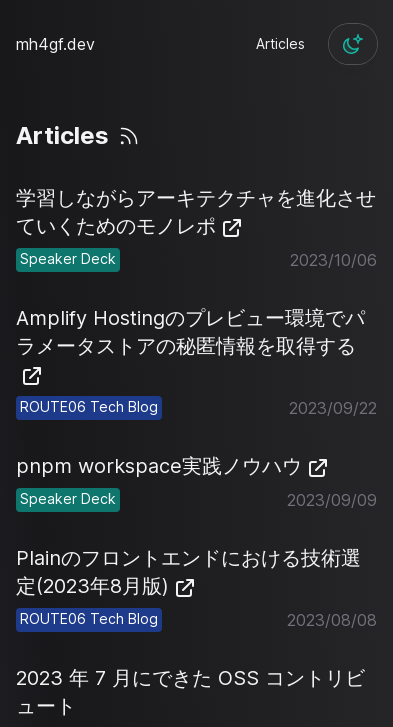 mh4gf.dev
Articles
Articles
学習しながらアーキテクチャを進化させ
ていくためのモノレポ
Speaker Deck
2023/10/06
Amplify Hostingのプレビュー環境でパ
ラメータストアの秘匿情報を取得する
ROUTE06 Tech Blog
2023/09/22
pnpm workspace実践ノウハウ
Speaker Deck
2023/09/09
Plainのフロントエンドにおける技術選
定(2023年8月版)
ROUTE06 Tech Blog
2023/08/08
2023 年 7 月にできた OSS コントリビ
ュート